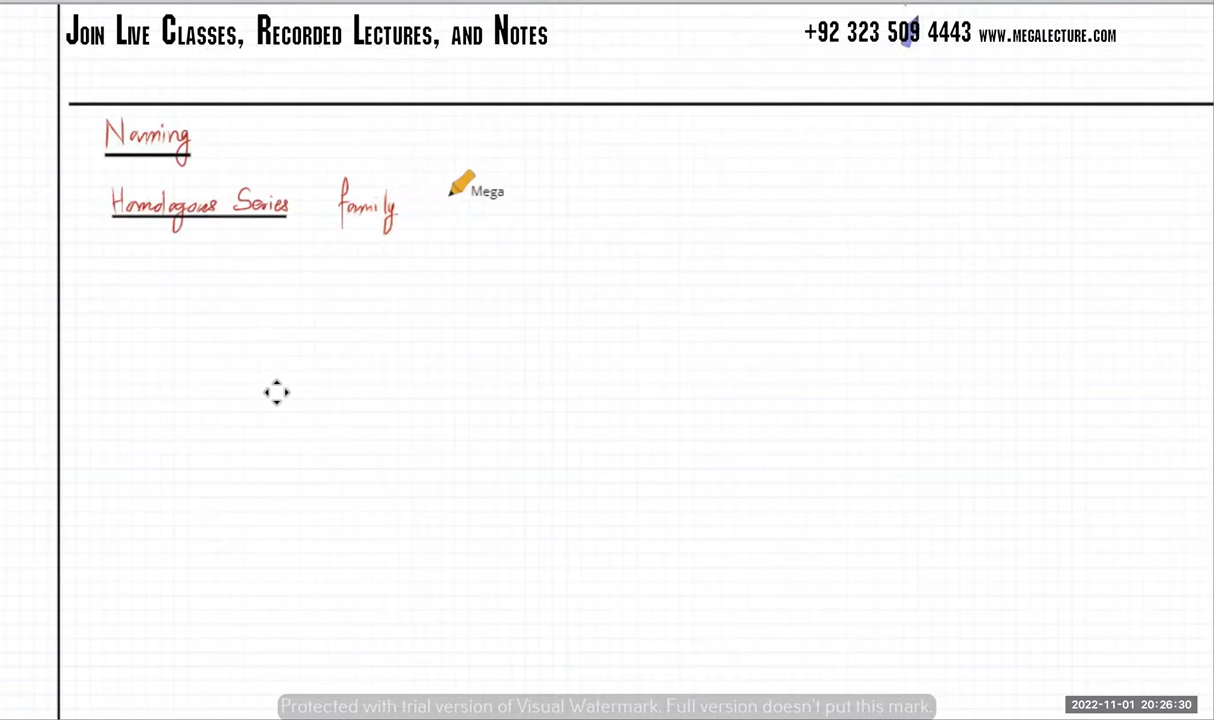 Join Live Classes, Recorded Lectures, and Notes
+92 323 509 4443 www.megalecture.com
Naming
Homologous Series family
Mega
Protected with trial version of Visual Watermark. Full version doesn't put this mark.
2022-11-01 20:26:30